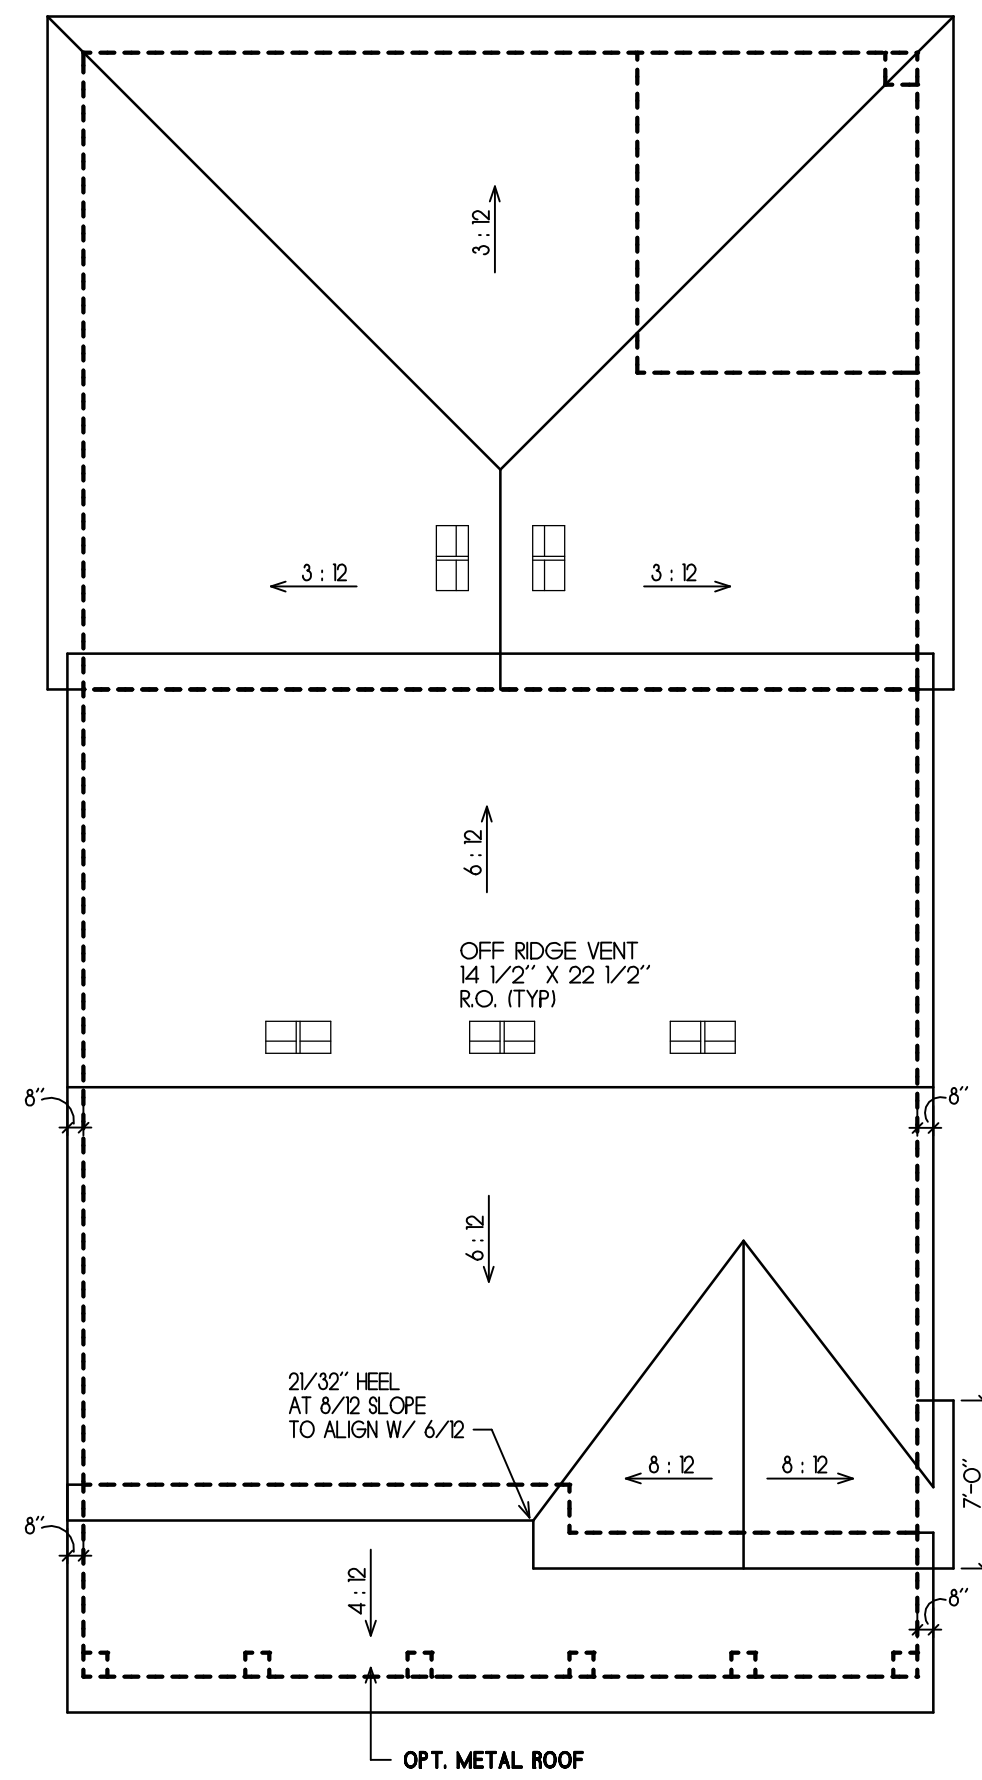 3 : 12
3 : 12
3 : 12
6 : 12
OFF RIDGE VENT
14 1/2" X 22 1/2"
R.O. (TYP)
8"
8"
6 : 12
21/32" HEEL
AT 8/12 SLOPE
TO ALIGN W/ 6/12
8 : 12
8 : 12
7'-0"
8"
4 : 12
8"
OPT. METAL ROOF